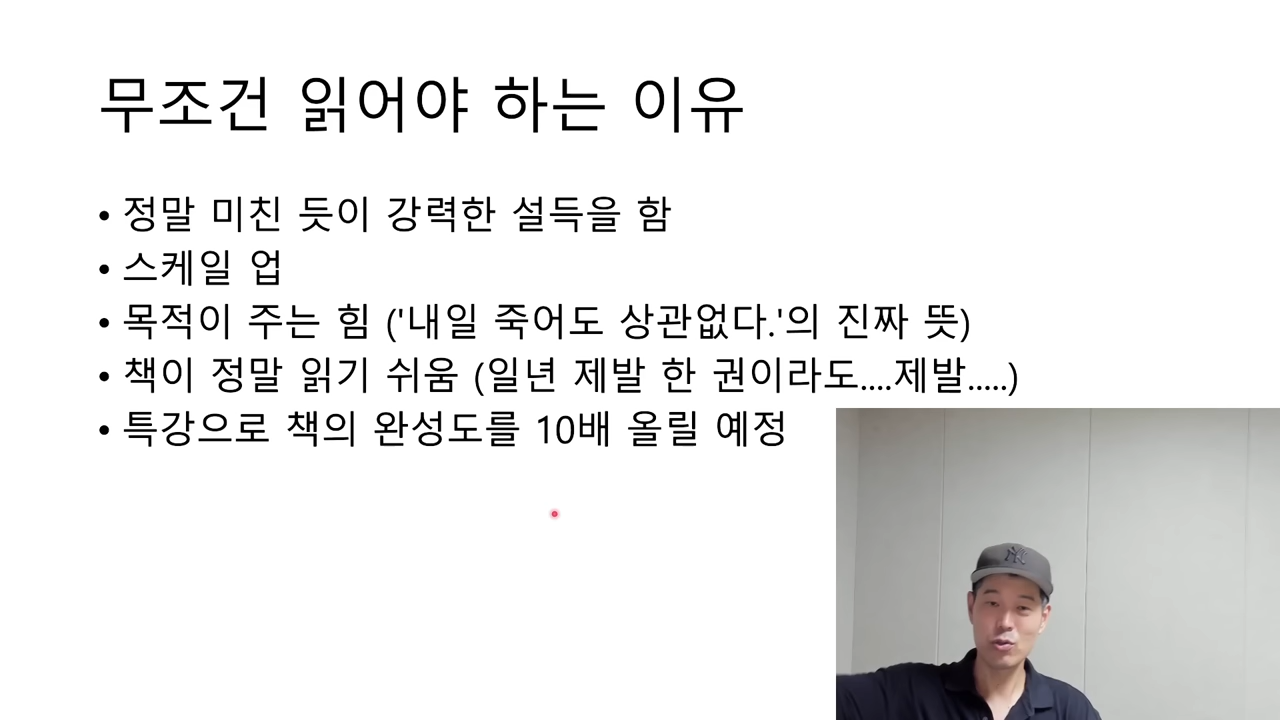 무조건 읽어야 하는 이유
• 정말 미친 듯이 강력한 설득을 함
• 스케일 업
• 목적이 주는 힘 ('내일 죽어도 상관없다.'의 진짜 뜻)
• 책이 정말 읽기 쉬움 (일년 제발 한 권이라도....제발.....)
• 특강으로 책의 완성도를 10배 올릴 예정
NY